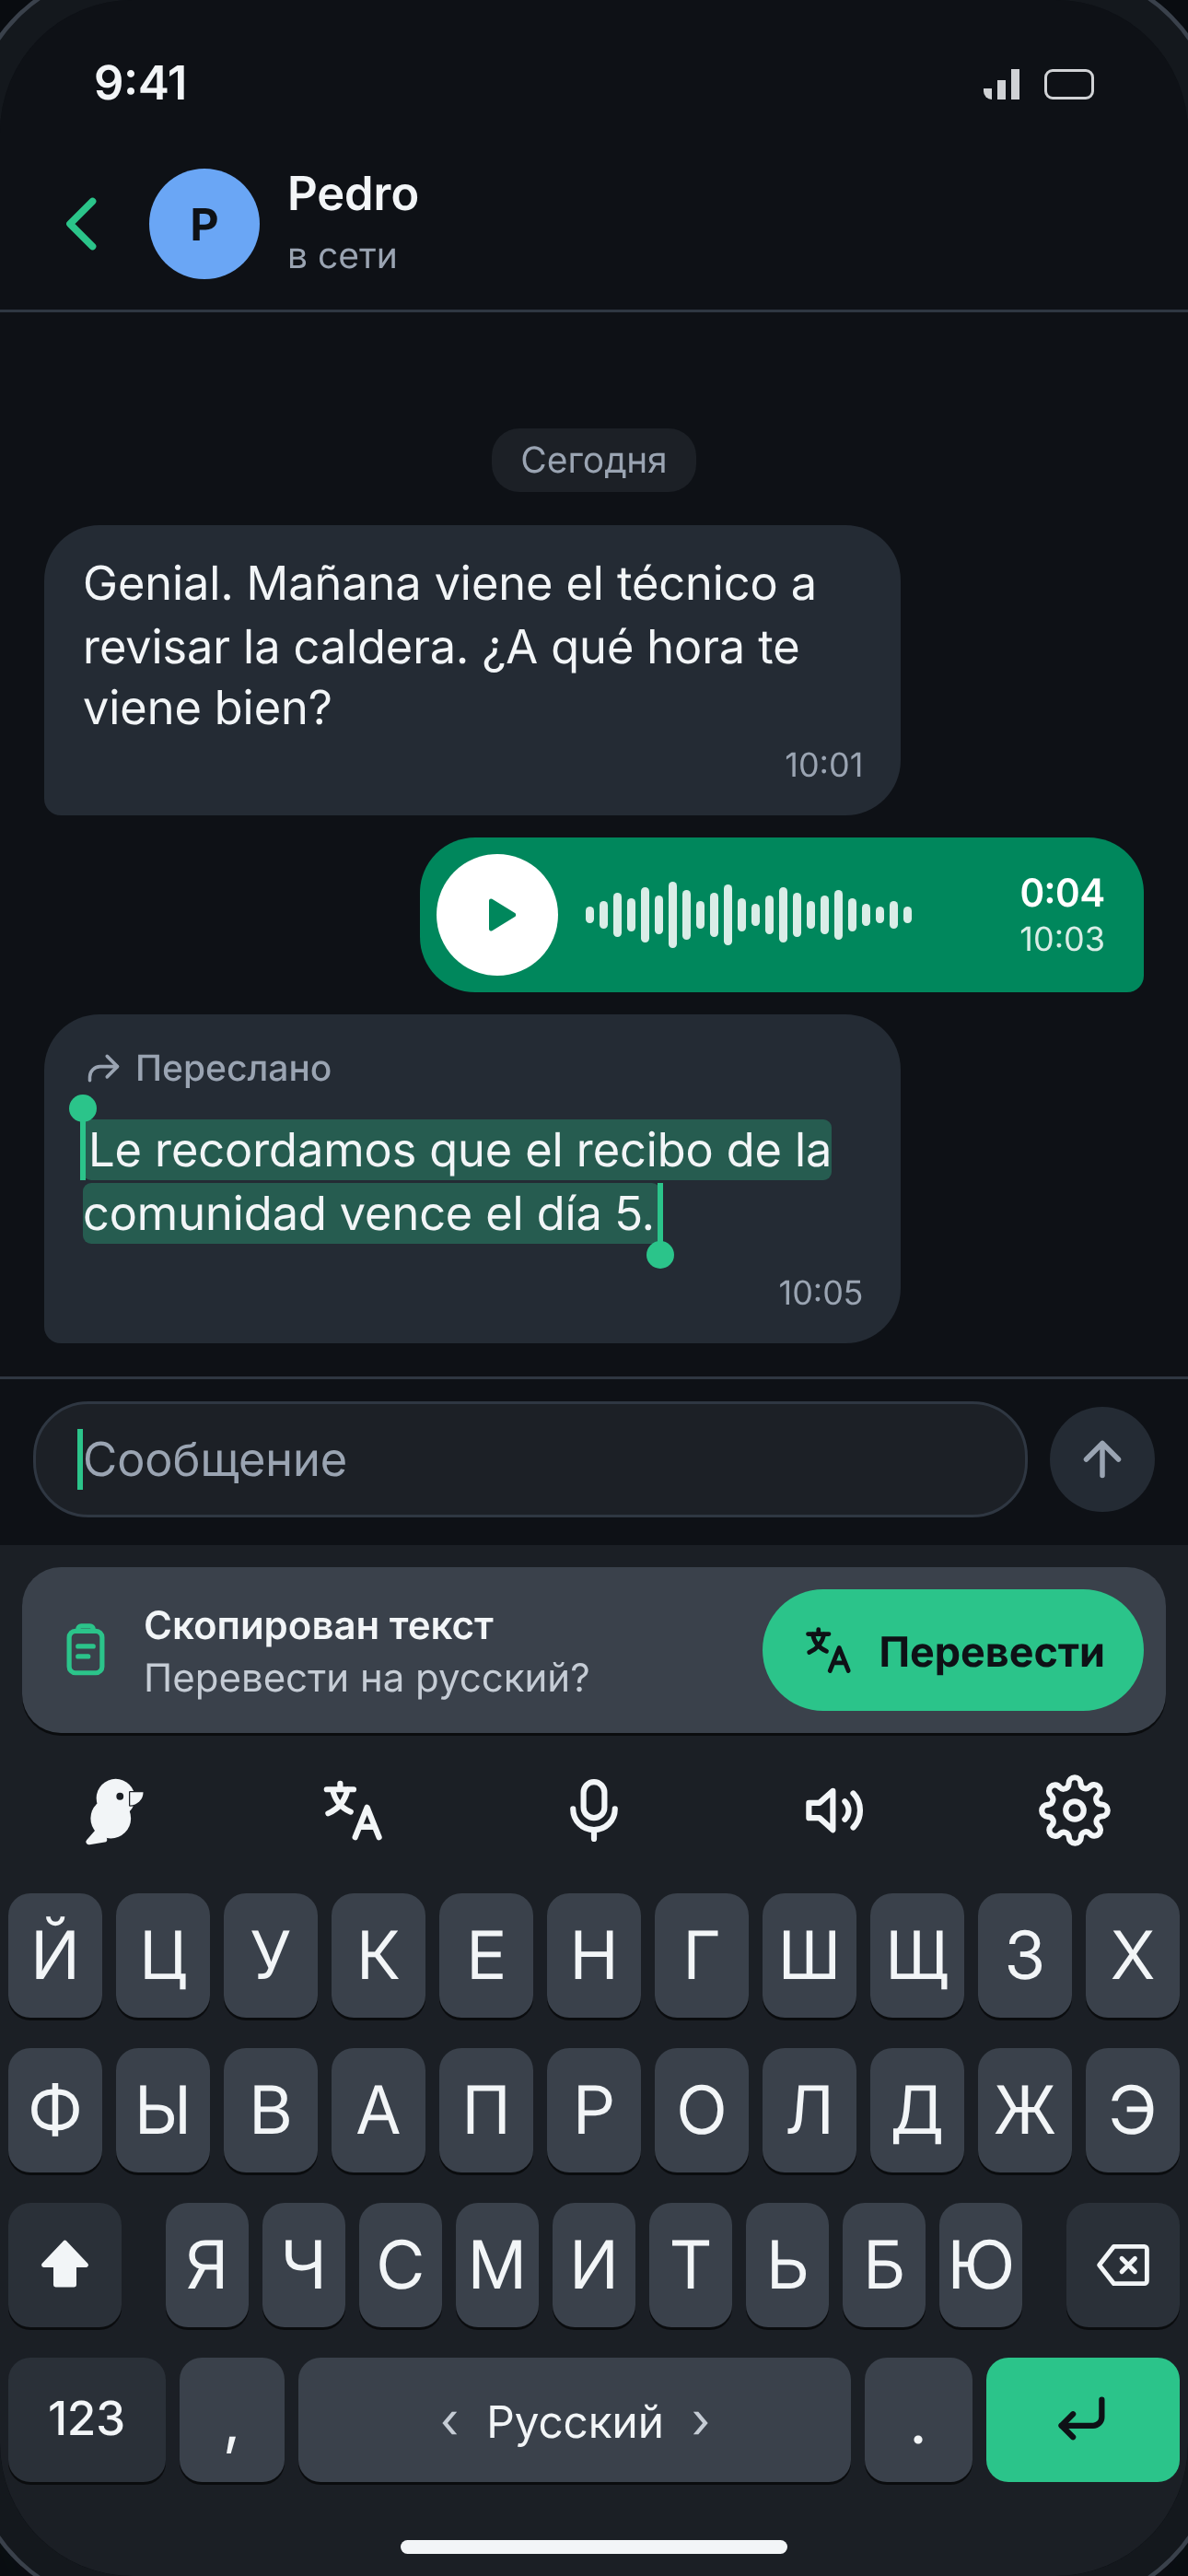 9:41
P
Pedro
в сети
Сегодня
Genial. Mañana viene el técnico a
revisar la caldera. ¿A qué hora te
viene bien?
10:01
0:04
10:03
Переслано
Le recordamos que el recibo de la
comunidad vence el día 5.
10:05
Сообщение
Скопирован текст
Перевести на русский?
Перевести
Й Ц У К Е Н Г Ш Щ З Х
Ф Ы В А П Р О Л Д Ж Э
Я Ч С М И Т Ь Б Ю
123 , ‹ Русский › .